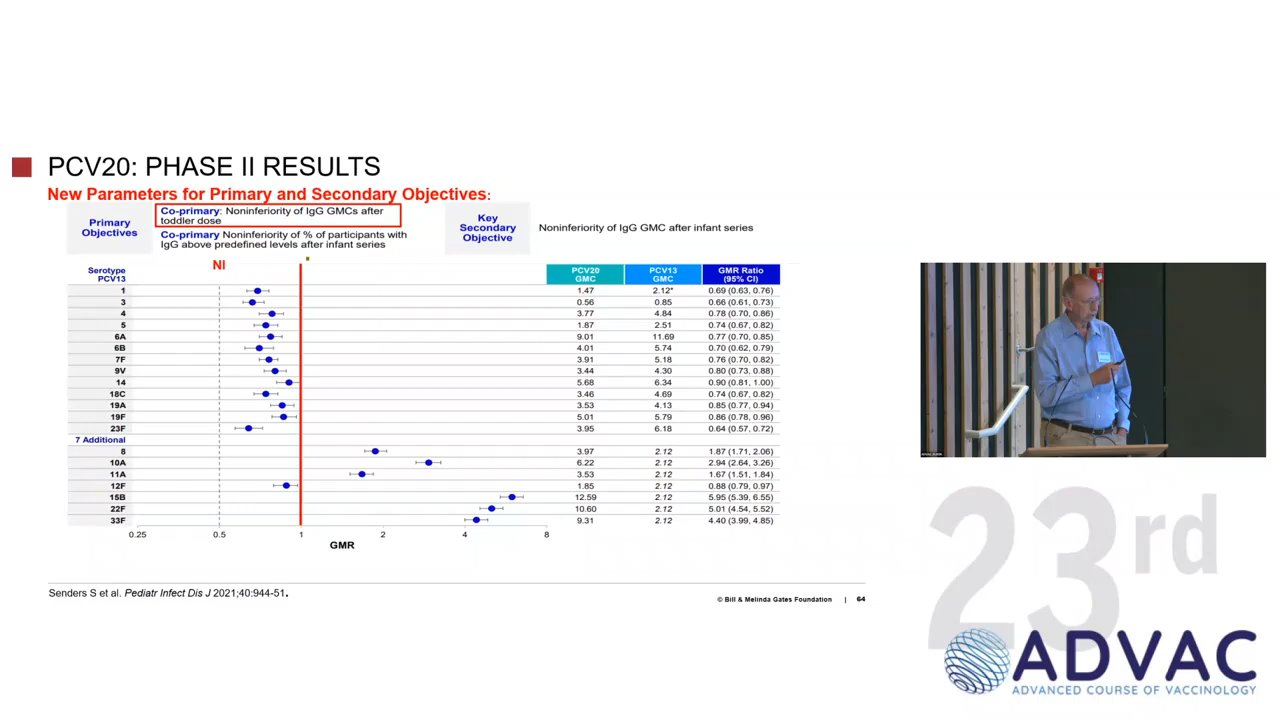 PCV20: PHASE II RESULTS
New Parameters for Primary and Secondary Objectives:
Primary Objectives
Co-primary: Noninferiority of IgG GMCs after
toddler dose
Co-primary Noninferiority of % of participants with
IgG above predefined levels after infant series
Key Secondary Objective
Noninferiority of IgG GMC after infant series
NI
Serotype PCV13 PCV20 GMC PCV13 GMC GMR Ratio (95% CI)
1 1.47 2.12* 0.69 (0.63, 0.76)
3 0.56 0.85 0.66 (0.61, 0.73)
4 3.77 4.84 0.78 (0.70, 0.86)
5 1.87 2.51 0.74 (0.67, 0.82)
6A 9.01 11.69 0.77 (0.70, 0.85)
6B 4.01 5.74 0.70 (0.62, 0.79)
7F 3.91 5.18 0.76 (0.70, 0.82)
9V 3.44 4.30 0.80 (0.73, 0.88)
14 5.68 6.34 0.90 (0.81, 1.00)
18C 3.46 4.69 0.74 (0.67, 0.82)
19A 3.53 4.13 0.85 (0.77, 0.94)
19F 5.01 5.79 0.86 (0.78, 0.96)
23F 3.95 6.18 0.64 (0.57, 0.72)
7 Additional
8 3.97 2.12 1.87 (1.71, 2.06)
10A 6.22 2.12 2.94 (2.64, 3.26)
11A 3.53 2.12 1.67 (1.51, 1.84)
12F 1.85 2.12 0.88 (0.79, 0.97)
15B 12.59 2.12 5.95 (5.39, 6.55)
22F 10.60 2.12 5.01 (4.54, 5.52)
33F 9.31 2.12 4.40 (3.99, 4.85)
0.25 0.5 1 2 4 8
GMR
Senders S et al. Pediatr Infect Dis J 2021;40:944-51.
© Bill & Melinda Gates Foundation | 64
23rd
ADVAC
ADVANCED COURSE OF VACCINOLOGY